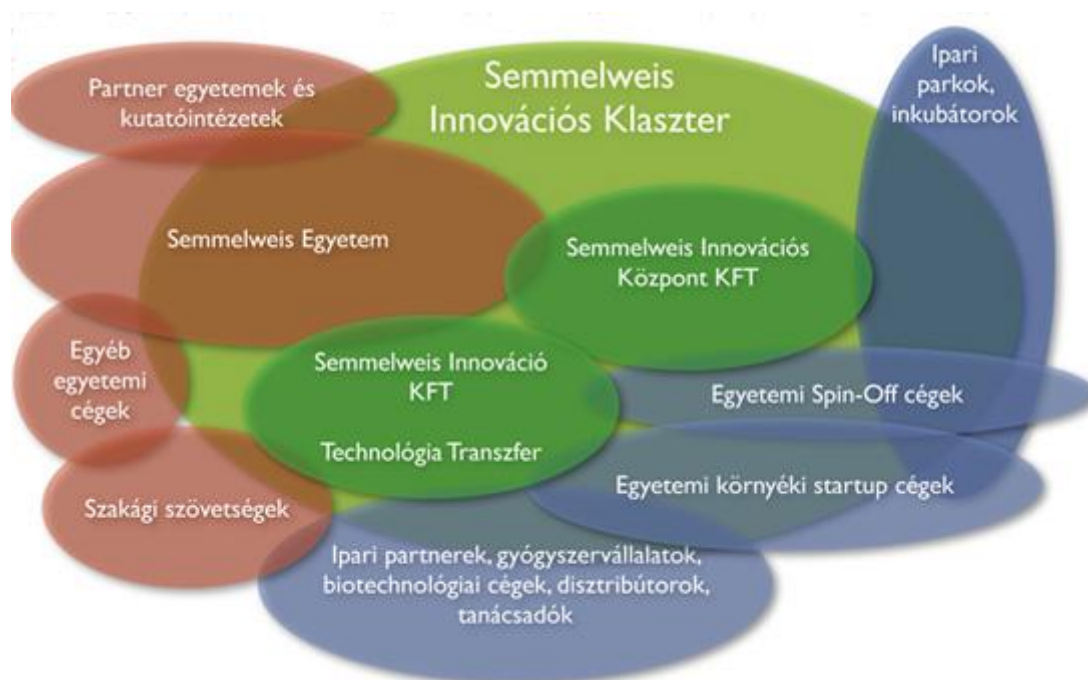 Semmelweis
Innovációs Klaszter
Ipari
parkok,
inkubátorok
Partner egyetemek és
kutatóintézetek
Semmelweis Egyetem
Semmelweis Innovációs
Központ KFT
Egyéb
egyetemi
cégek
Semmelweis Innováció
KFT
Technológia Transzfer
Egyetemi Spin-Off cégek
Egyetemi környéki startup cégek
Szakági szövetségek
Ipari partnerek, gyógyszervállalatok,
biotechnológiai cégek, disztribútorok,
tanácsadók